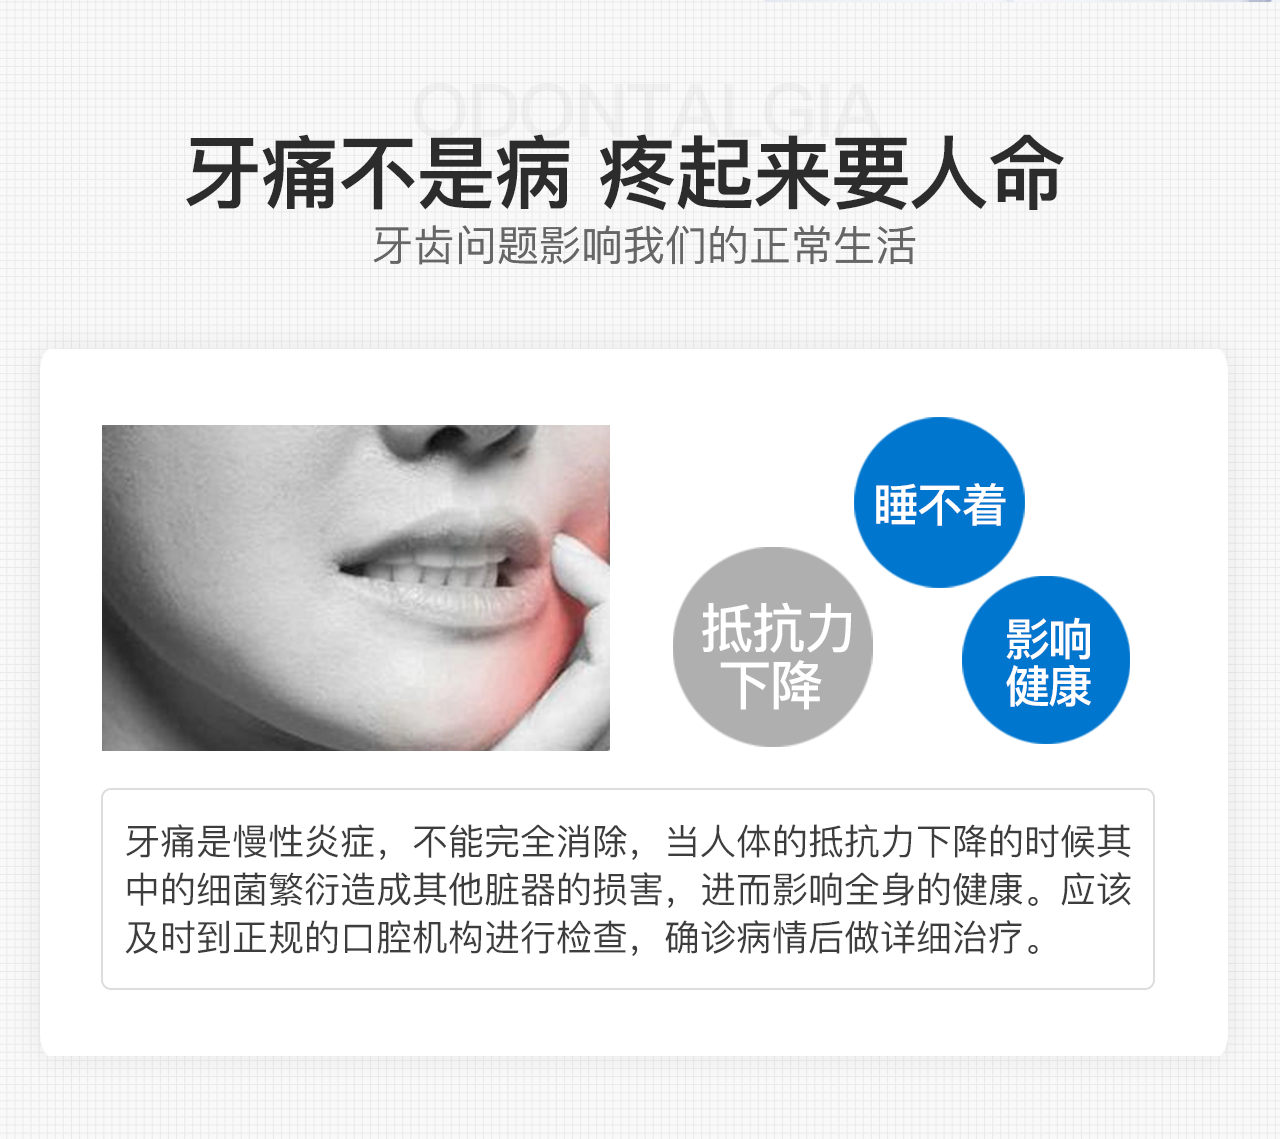 ODONTALGIA
牙痛不是病 疼起来要人命
牙齿问题影响我们的正常生活
睡不着
抵抗力
下降
影响
健康
牙痛是慢性炎症，不能完全消除，当人体的抵抗力下降的时候其
中的细菌繁衍造成其他脏器的损害，进而影响全身的健康。应该
及时到正规的口腔机构进行检查，确诊病情后做详细治疗。